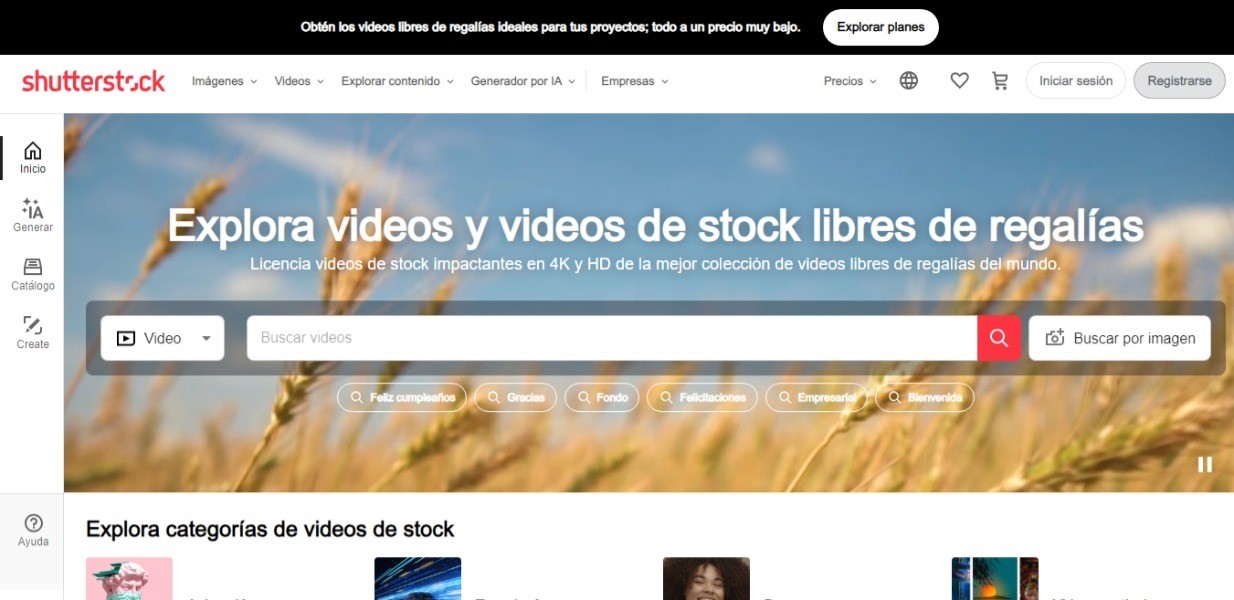 Obtén los videos libres de regalías ideales para tus proyectos; todo a un precio muy bajo. Explorar planes
shutterstock Imágenes Videos Explorar contenido Generador por IA Empresas Precios Iniciar sesión Registrarse
Inicio
IA
Generar
Catálogo
Create
Explora videos y videos de stock libres de regalías
Licencia videos de stock impactantes en 4K y HD de la mejor colección de videos libres de regalías del mundo.
Video Buscar videos Buscar por imagen
Feliz cumpleaños Gracias Fondo Felicitaciones Empresarial Bienvenida
Ayuda
Explora categorías de videos de stock